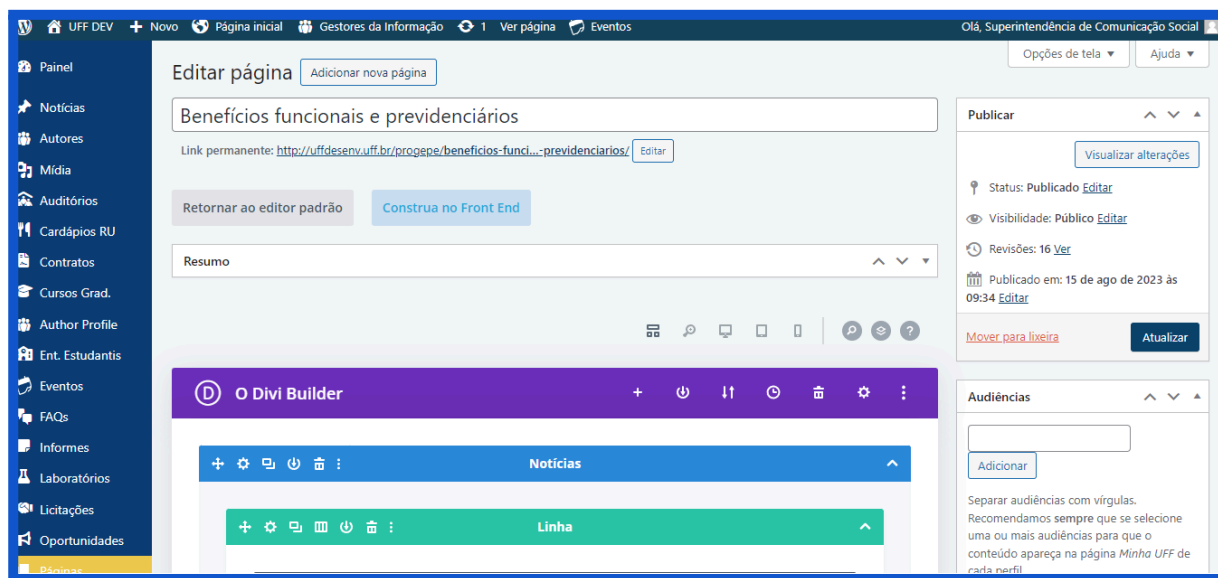 UFF DEV
Novo
Página inicial
Gestores da Informação
1
Ver página
Eventos
Olá, Superintendência de Comunicação Social
Painel
Notícias
Autores
Mídia
Auditórios
Cardápios RU
Contratos
Cursos Grad.
Author Profile
Ent. Estudantis
Eventos
FAQs
Informes
Laboratórios
Licitações
Oportunidades
Páginas
Opções de tela
Ajuda
Editar página
Adicionar nova página
Benefícios funcionais e previdenciários
Link permanente: http://uffdesenv.uff.br/progepe/beneficios-funci...-previdenciarios/ Editar
Retornar ao editor padrão
Construa no Front End
Resumo
O Divi Builder
Notícias
Linha
Publicar
Visualizar alterações
Status: Publicado Editar
Visibilidade: Público Editar
Revisões: 16 Ver
Publicado em: 15 de ago de 2023 às
09:34 Editar
Mover para lixeira
Atualizar
Audiências
Adicionar
Separar audiências com vírgulas.
Recomendamos sempre que se selecione
uma ou mais audiências para que o
conteúdo apareça na página Minha UFF de
cada perfil.